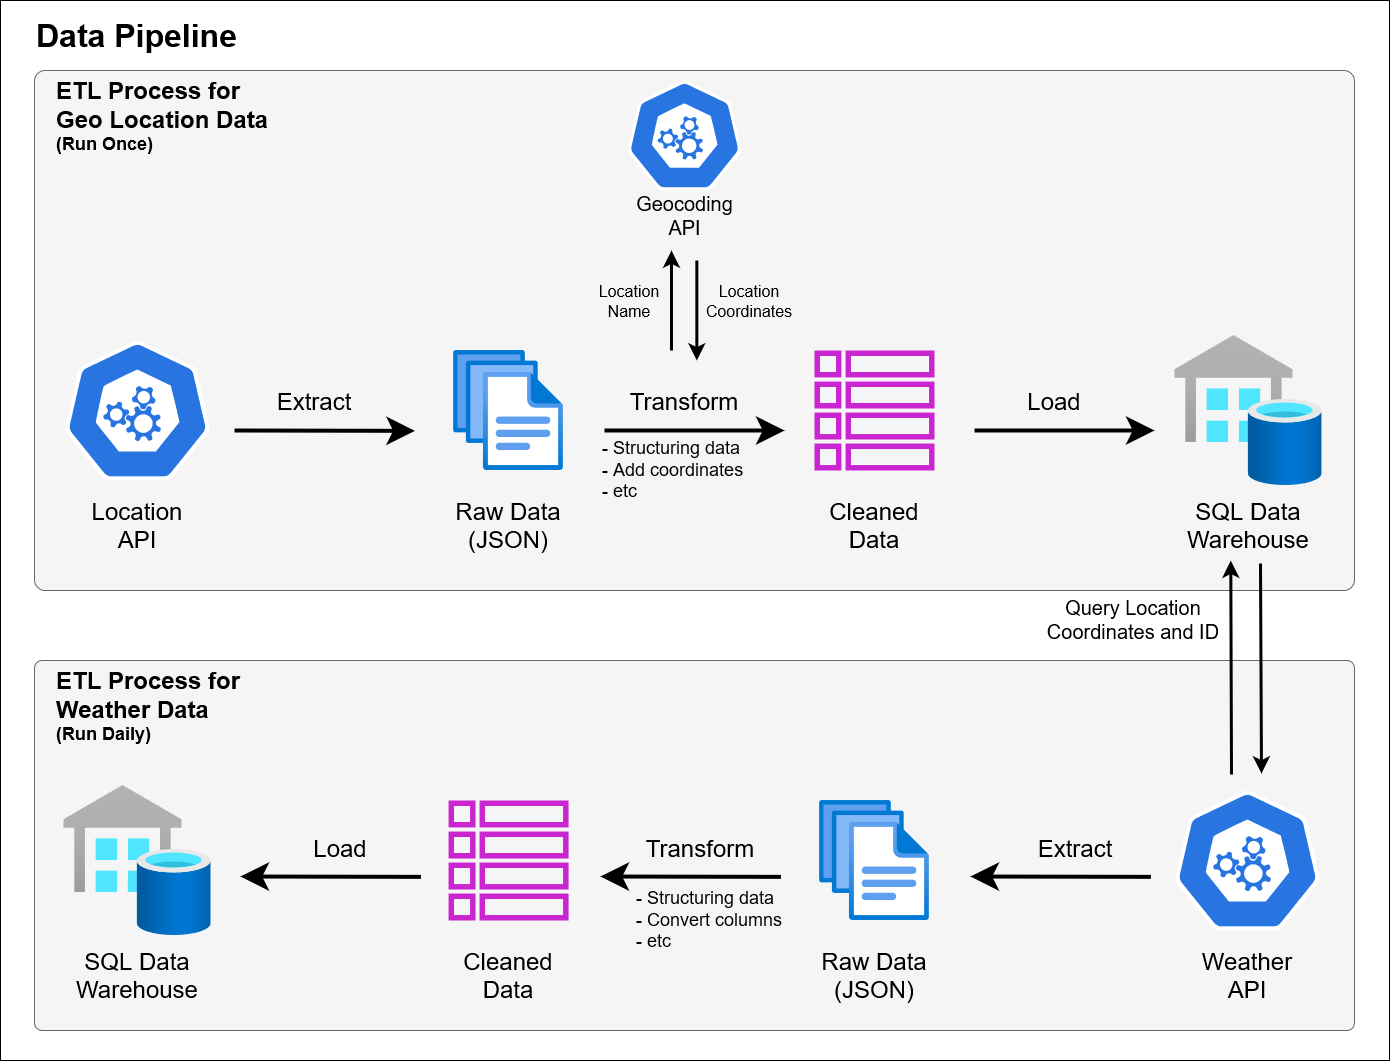 Data Pipeline
ETL Process for
Geo Location Data
(Run Once)
Geocoding
API
Location
Name
Location
Coordinates
Extract
Transform
Load
- Structuring data
- Add coordinates
- etc
Location
API
Raw Data
(JSON)
Cleaned
Data
SQL Data
Warehouse
Query Location
Coordinates and ID
ETL Process for
Weather Data
(Run Daily)
Load
Transform
Extract
- Structuring data
- Convert columns
- etc
SQL Data
Warehouse
Cleaned
Data
Raw Data
(JSON)
Weather
API